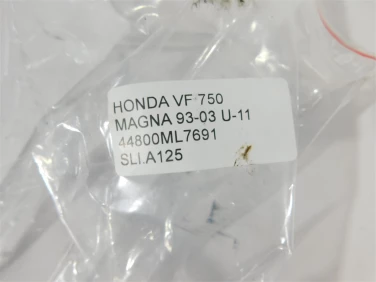 HONDA VF 750
MAGNA 93-03 U-11
44800ML7691
SLI.A125